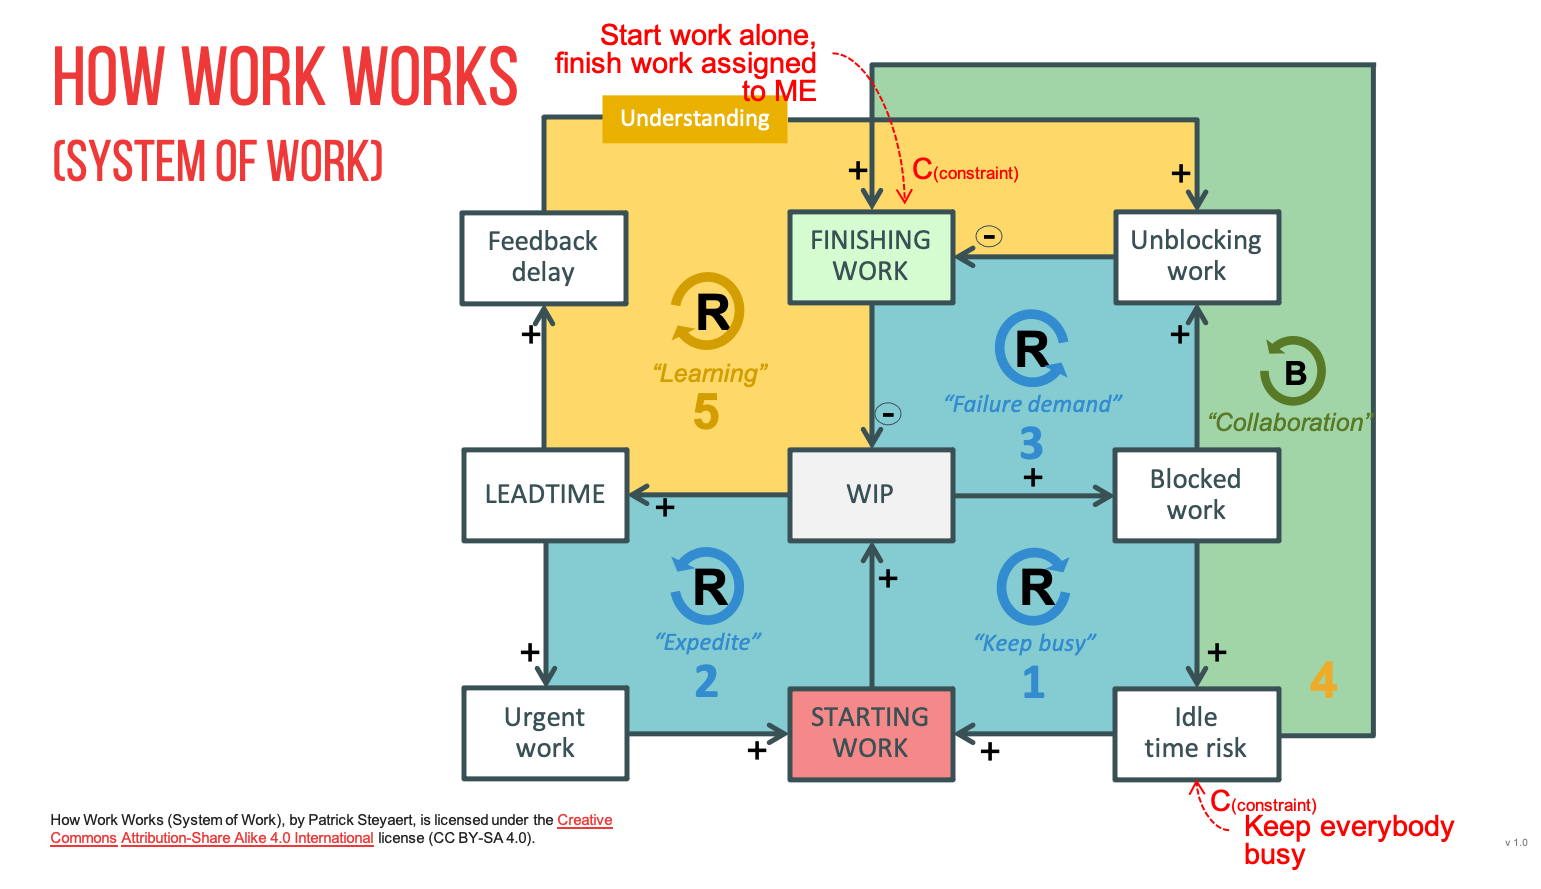 HOW WORK WORKS
(SYSTEM OF WORK)
Start work alone,
finish work assigned
to ME
Understanding
+
C(constraint)
+
Feedback
delay
FINISHING
WORK
-
Unblocking
work
+
R
"Learning"
5
R
"Failure demand"
3
+
B
"Collaboration"
-
LEADTIME
+
WIP
+
Blocked
work
+
R
"Expedite"
2
+
R
"Keep busy"
1
+
4
Urgent
work
+
STARTING
WORK
+
Idle
time risk
C(constraint)
Keep everybody
busy
How Work Works (System of Work), by Patrick Steyaert, is licensed under the Creative
Commons Attribution-Share Alike 4.0 International license (CC BY-SA 4.0).
v 1.0